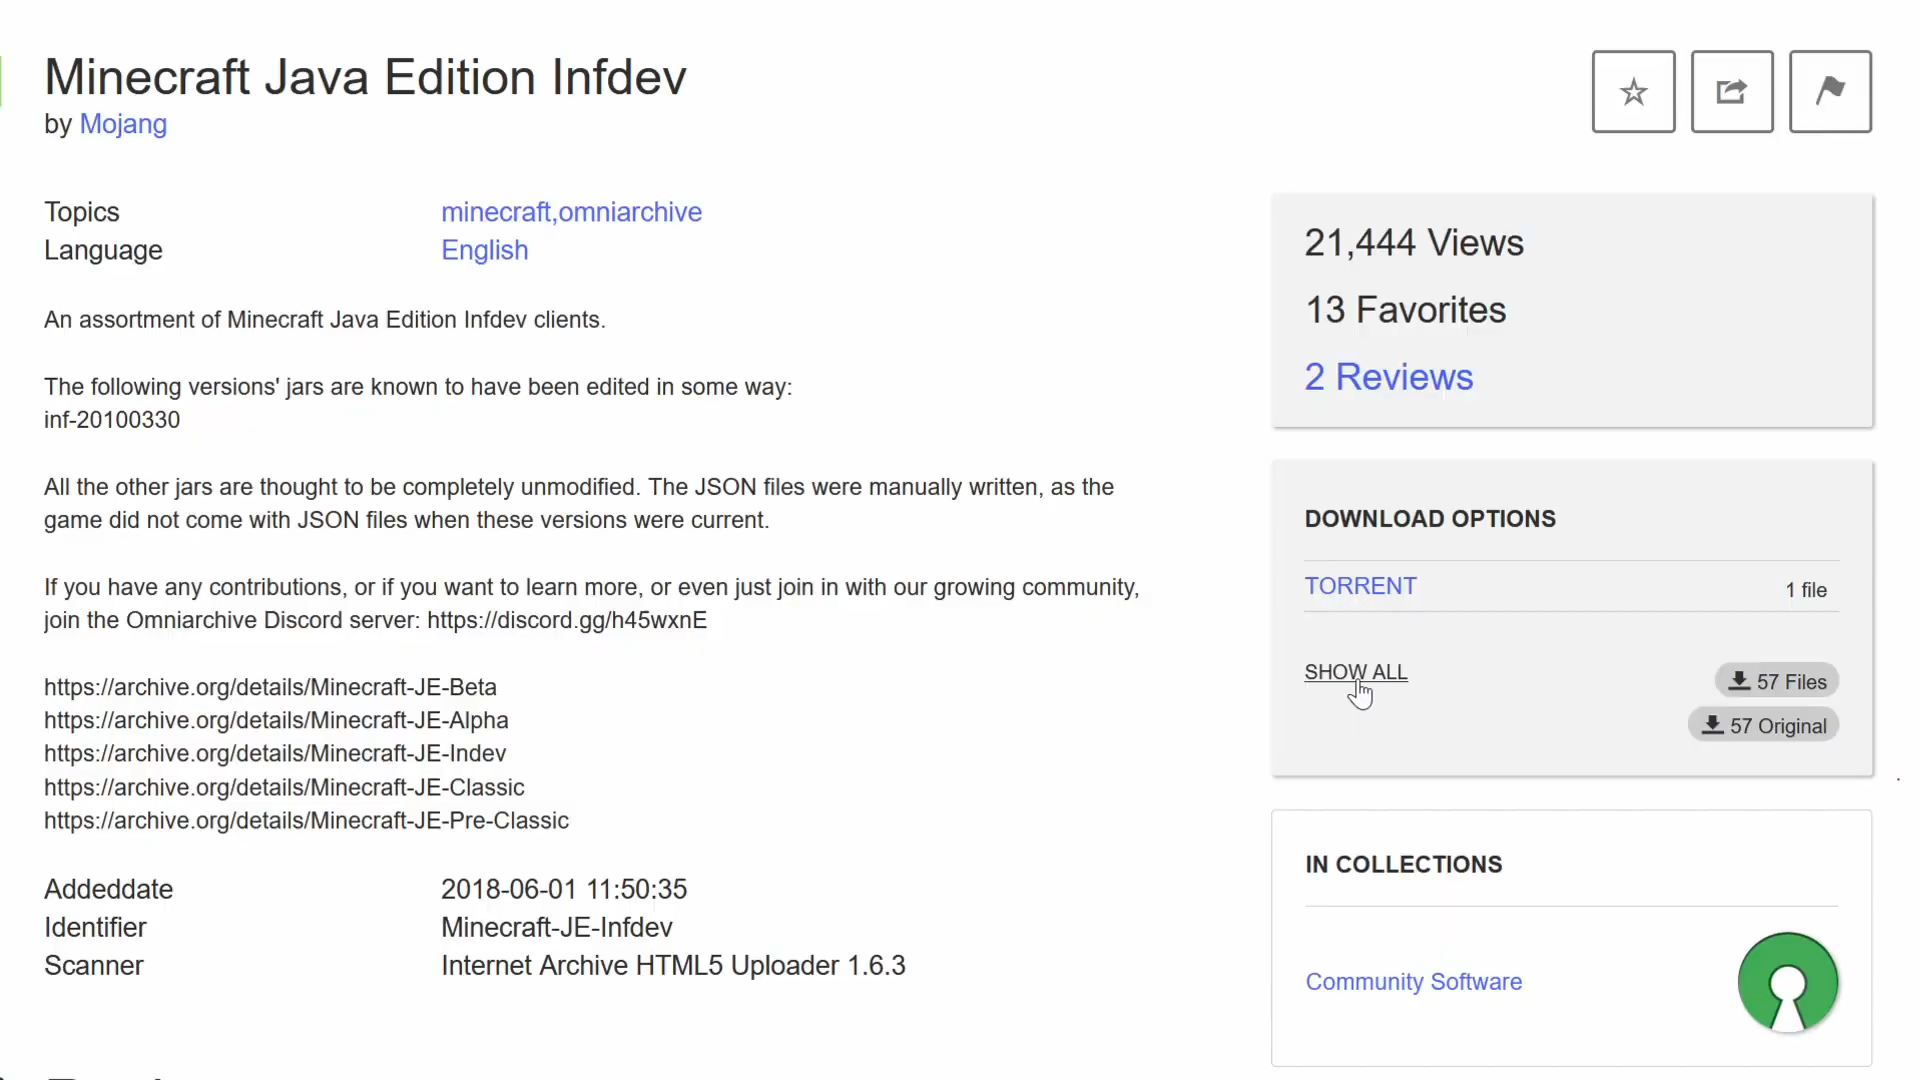 Minecraft Java Edition Infdev
by Mojang
Topics minecraft,omniarchive
Language English
An assortment of Minecraft Java Edition Infdev clients.
The following versions' jars are known to have been edited in some way:
inf-20100330
All the other jars are thought to be completely unmodified. The JSON files were manually written, as the
game did not come with JSON files when these versions were current.
If you have any contributions, or if you want to learn more, or even just join in with our growing community,
join the Omniarchive Discord server: https://discord.gg/h45wxnE
https://archive.org/details/Minecraft-JE-Beta
https://archive.org/details/Minecraft-JE-Alpha
https://archive.org/details/Minecraft-JE-Indev
https://archive.org/details/Minecraft-JE-Classic
https://archive.org/details/Minecraft-JE-Pre-Classic
Addeddate 2018-06-01 11:50:35
Identifier Minecraft-JE-Infdev
Scanner Internet Archive HTML5 Uploader 1.6.3
21,444 Views
13 Favorites
2 Reviews
DOWNLOAD OPTIONS
TORRENT 1 file
SHOW ALL 57 Files
57 Original
IN COLLECTIONS
Community Software